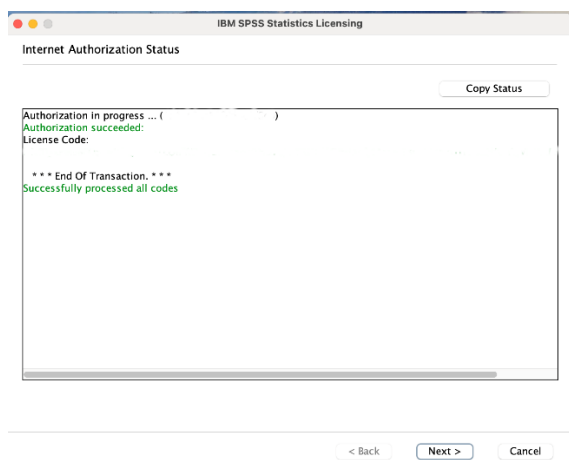 IBM SPSS Statistics Licensing
Internet Authorization Status
Copy Status
Authorization in progress ... ( )
Authorization succeeded:
License Code:
* * * End Of Transaction. * * *
Successfully processed all codes
< Back Next > Cancel